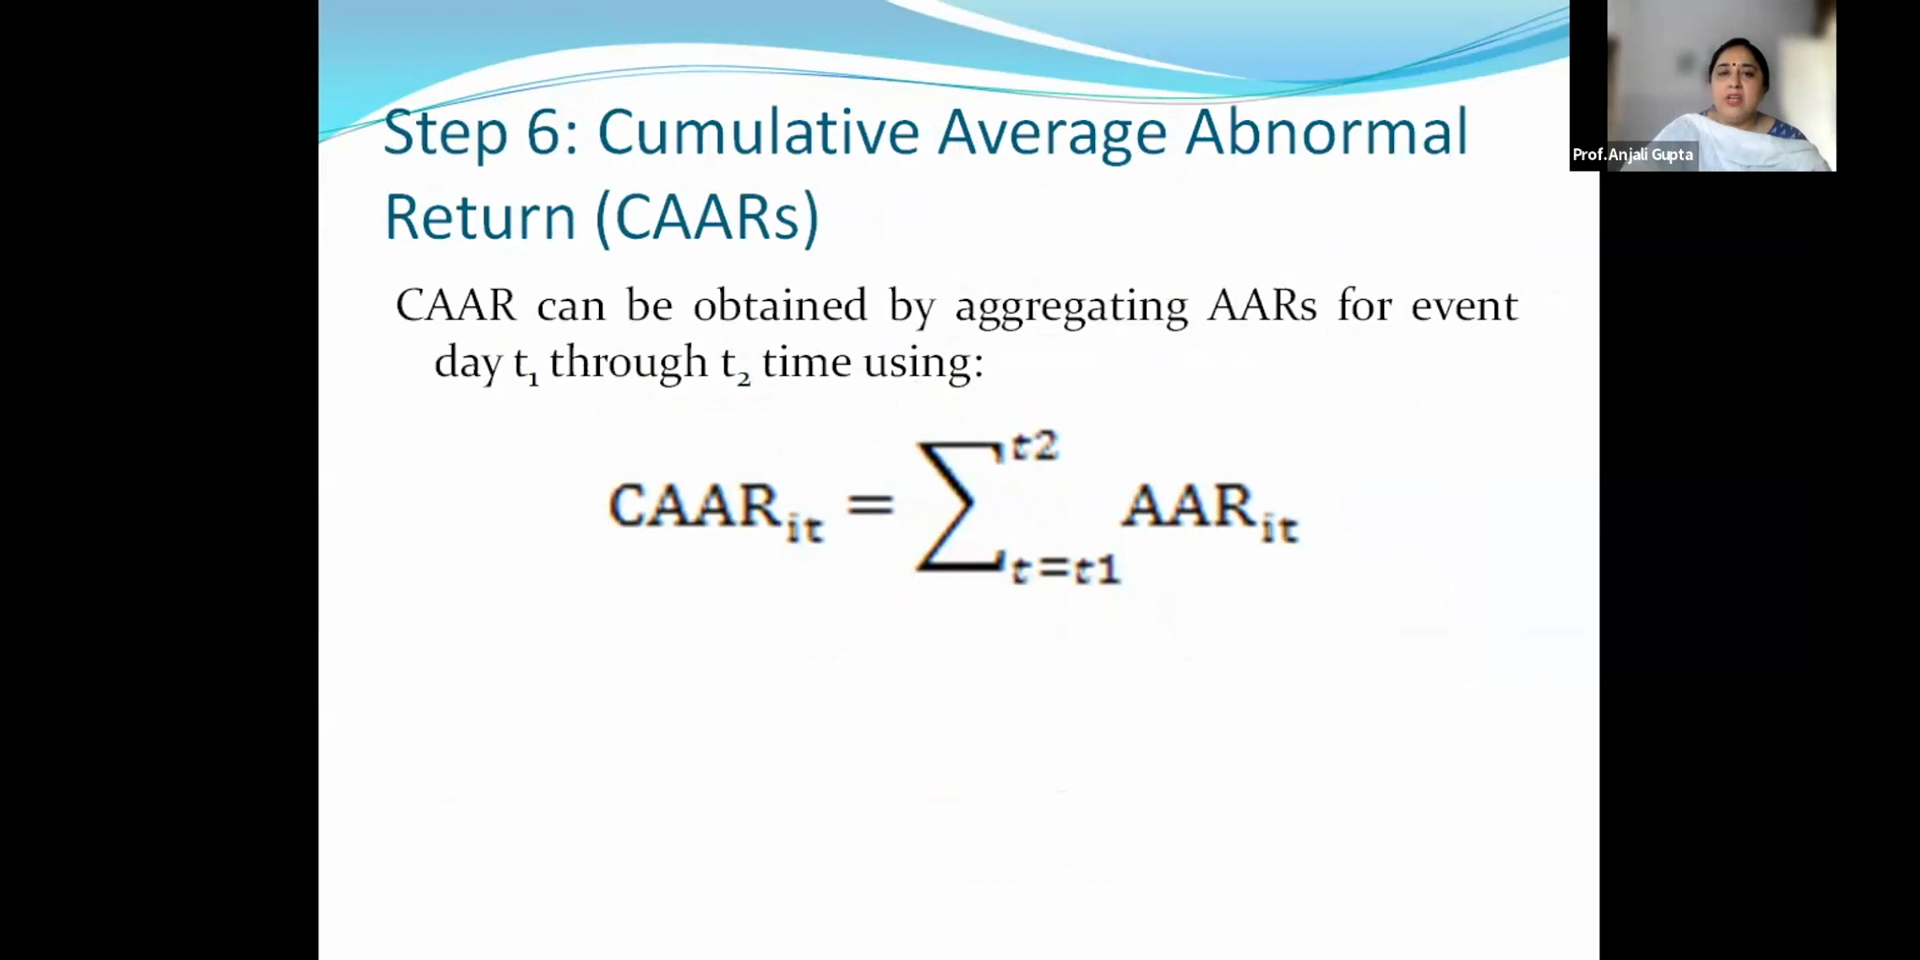 Step 6: Cumulative Average Abnormal
Return (CAARs)
CAAR can be obtained by aggregating AARs for event
day t₁ through t₂ time using:
CAAR_it = ∑_{t=t1}^{t2} AAR_it
Prof. Anjali Gupta